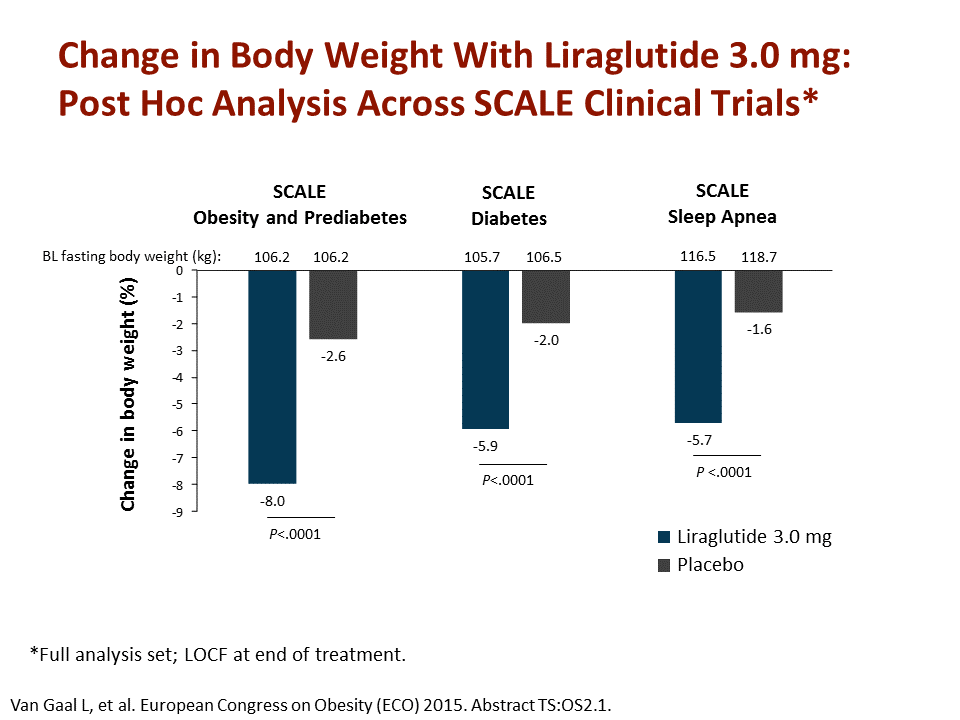 Change in Body Weight With Liraglutide 3.0 mg:
Post Hoc Analysis Across SCALE Clinical Trials*
SCALE
Obesity and Prediabetes
SCALE
Diabetes
SCALE
Sleep Apnea
BL fasting body weight (kg): 106.2 106.2 105.7 106.5 116.5 118.7
Change in body weight (%)
0
-1
-2
-3
-4
-5
-6
-7
-8
-9
-8.0
-2.6
P<.0001
-5.9
-2.0
P<.0001
-5.7
-1.6
P <.0001
Liraglutide 3.0 mg
Placebo
*Full analysis set; LOCF at end of treatment.
Van Gaal L, et al. European Congress on Obesity (ECO) 2015. Abstract TS:OS2.1.